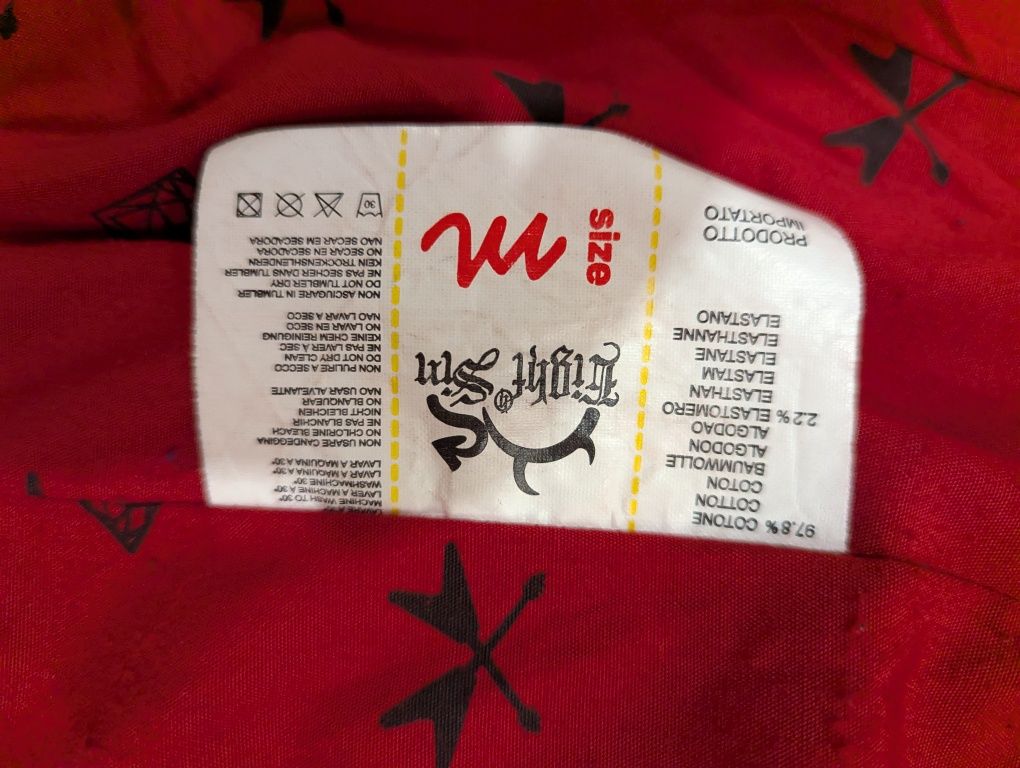 97.8% COTONE
COTTON
COTON
BAUMWOLLE
ALGODON
ALGODAO
2.2% ELASTOMERO
ELASTHAN
ELASTAM
ELASTANE
ELASTHANNE
ELASTANO
PRODOTTO
IMPORTATO
Eight Sin
size
m
MACHINE WASH TO 30°
LAVER A MACHINE 30°
WASHMACHINE A 30°
LAVAR A MAQUINA A 30°
LAVAR A MAQUINA A 30°
NON USARE CANDEGGINA
NO CHLORINE BLEACH
NE PAS BLANCHIR
NICHT BLEICHEN
NO BLANQUEAR
NAO USAR ALVEJANTE
NON PULIRE A SECCO
DO NOT DRY CLEAN
NE PAS LAVER À SEC
KEINE CHEM REINIGUNG
NO LAVAR EN SECO
NAO LAVAR A SECO
NON ASCIUGARE IN TUMBLER
DO NOT TUMBLER DRY
NE PAS SECHER DANS TUMBLER
KEIN TROCKENSHLENDERN
NO SECAR EM SECADORA
NAO SECAR EM SECADORA
30